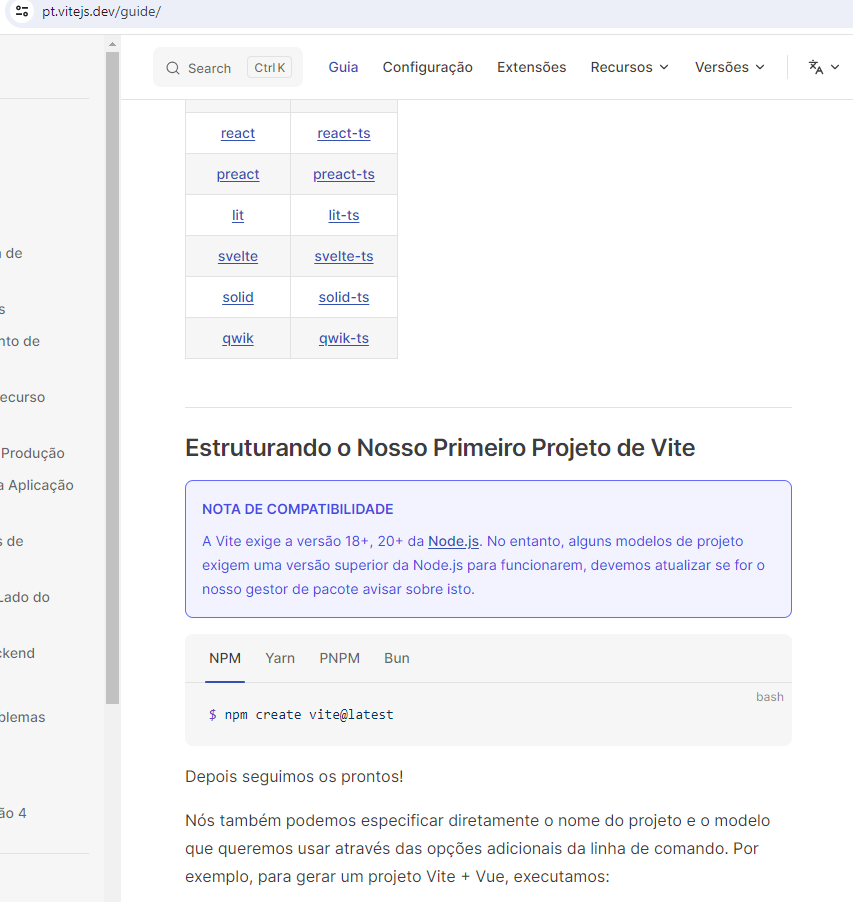 pt.vitejs.dev/guide/
Search Ctrl K Guia Configuração Extensões Recursos Versões
de
s
nto de
ecurso
Produção
a Aplicação
s de
Lado do
ckend
blemas
ão 4
react react-ts
preact preact-ts
lit lit-ts
svelte svelte-ts
solid solid-ts
qwik qwik-ts
Estruturando o Nosso Primeiro Projeto de Vite
NOTA DE COMPATIBILIDADE
A Vite exige a versão 18+, 20+ da Node.js. No entanto, alguns modelos de projeto
exigem uma versão superior da Node.js para funcionarem, devemos atualizar se for o
nosso gestor de pacote avisar sobre isto.
NPM Yarn PNPM Bun
bash
$ npm create vite@latest
Depois seguimos os prontos!
Nós também podemos especificar diretamente o nome do projeto e o modelo
que queremos usar através das opções adicionais da linha de comando. Por
exemplo, para gerar um projeto Vite + Vue, executamos: